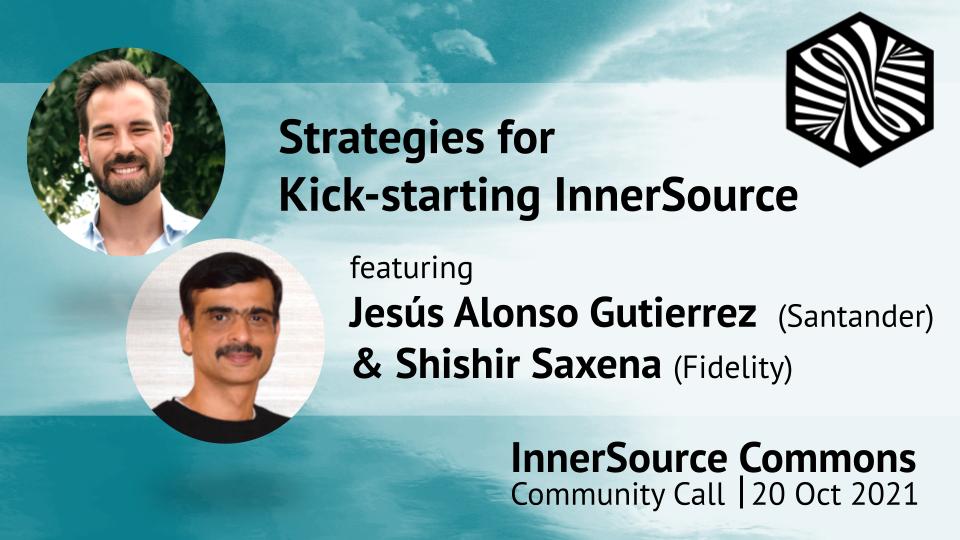 Strategies for
Kick-starting InnerSource
featuring
Jesús Alonso Gutierrez (Santander)
& Shishir Saxena (Fidelity)
InnerSource Commons
Community Call | 20 Oct 2021